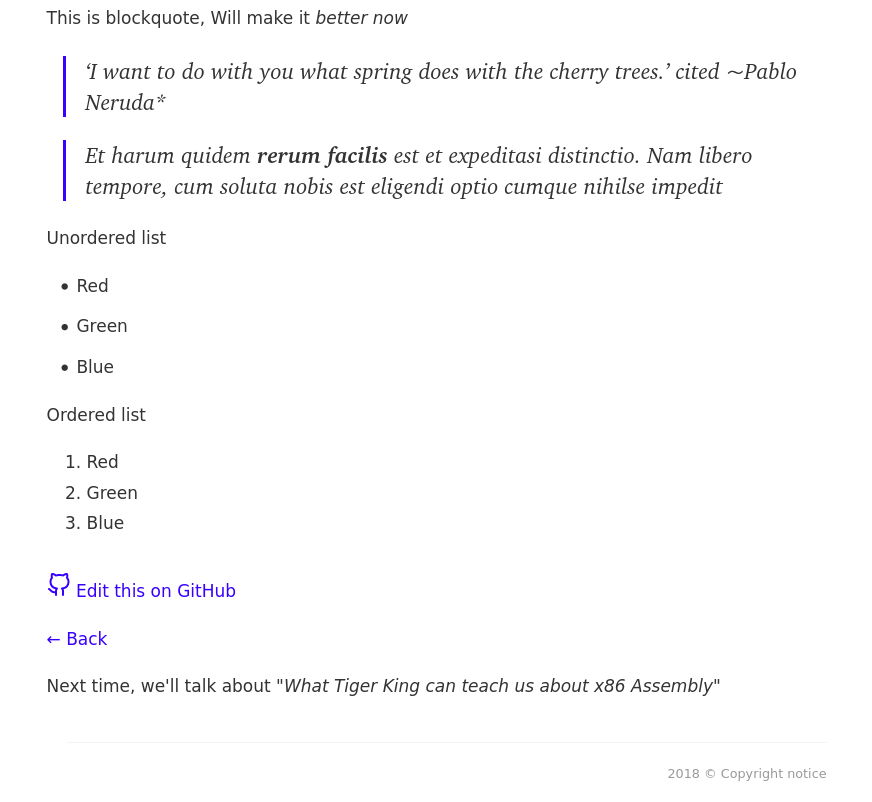 This is blockquote, Will make it better now
‘I want to do with you what spring does with the cherry trees.’ cited ~Pablo
Neruda*
Et harum quidem rerum facilis est et expeditasi distinctio. Nam libero
tempore, cum soluta nobis est eligendi optio cumque nihilse impedit
Unordered list
• Red
• Green
• Blue
Ordered list
1. Red
2. Green
3. Blue
Edit this on GitHub
← Back
Next time, we'll talk about "What Tiger King can teach us about x86 Assembly"
2018 © Copyright notice